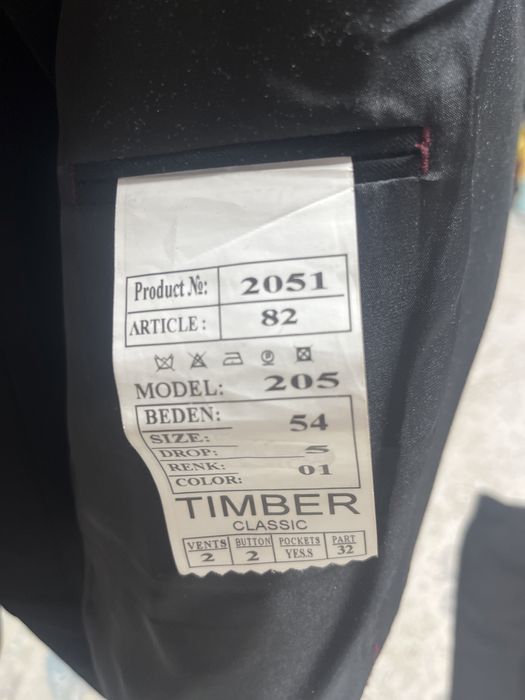 Product №: 2051
ARTICLE: 82
MODEL: 205
BEDEN: 54
SIZE:
DROP: 5
RENK: 01
COLOR:
TIMBER
CLASSIC
VENTS BUTTON POCKETS PART
2 2 YES.S 32